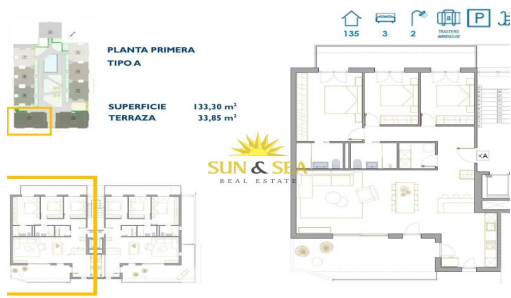 135 3 2 TRASTERO
P
PLANTA PRIMERA
TIPO A
SUPERFICIE 133,30 m²
TERRAZA 33,85 m²
SUN & SEA
REAL ESTATE
<A